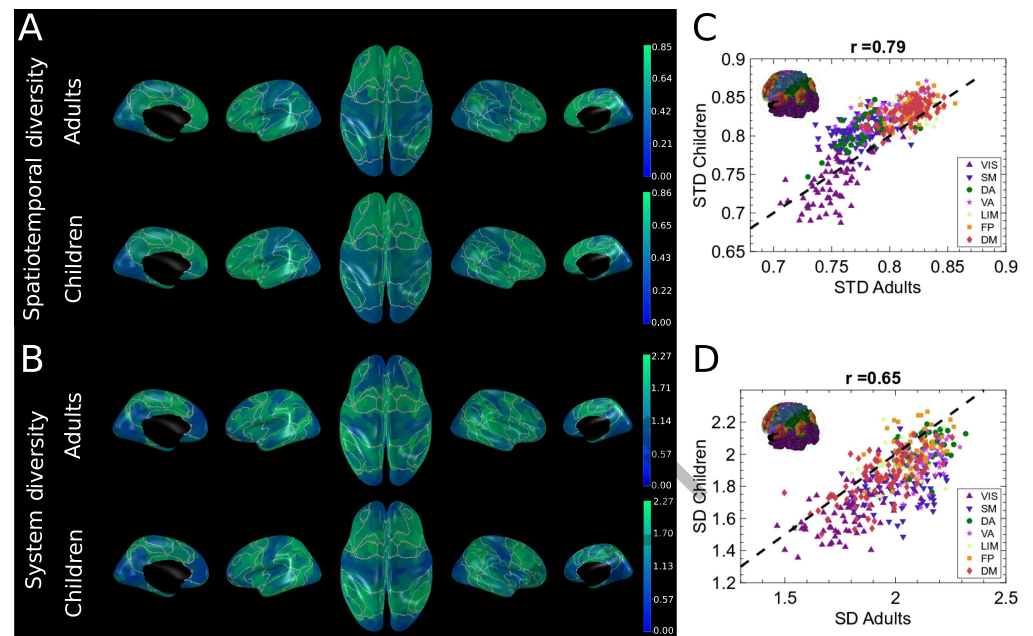 A
Spatiotemporal diversity
Adults
0.85
0.64
0.42
0.21
0.00
Children
0.86
0.65
0.43
0.22
0.00
B
System diversity
Adults
2.27
1.71
1.14
0.57
0.00
Children
2.27
1.70
1.13
0.57
0.00
C
r =0.79
STD Children
0.9
0.85
0.8
0.75
0.7
0.65
VIS
SM
DA
VA
LIM
FP
DM
0.7
0.75
0.8
0.85
0.9
STD Adults
D
r =0.65
SD Children
2.2
2
1.8
1.6
1.4
1.2
VIS
SM
DA
VA
LIM
FP
DM
1.5
2
2.5
SD Adults